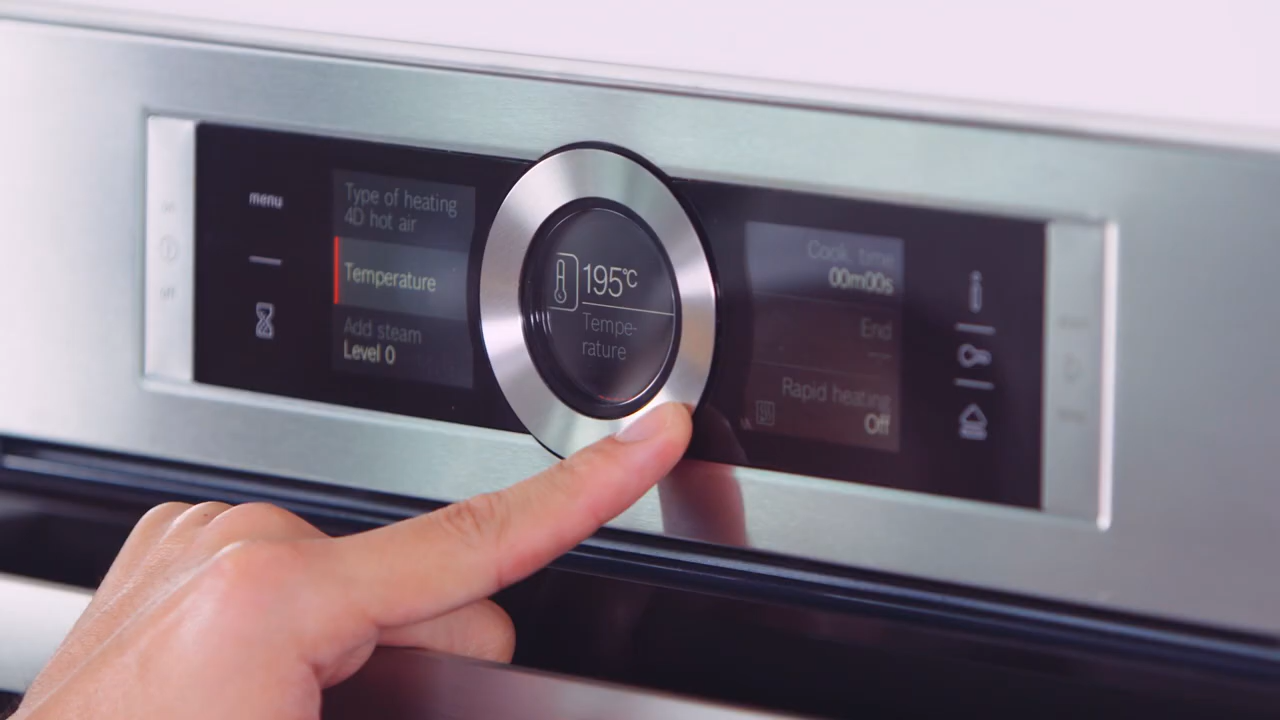 menu
Type of heating
4D hot air
Temperature
Add steam
Level 0
195°C
Tempe-
rature
Cook. time
00m00s
End
Rapid heating
Off